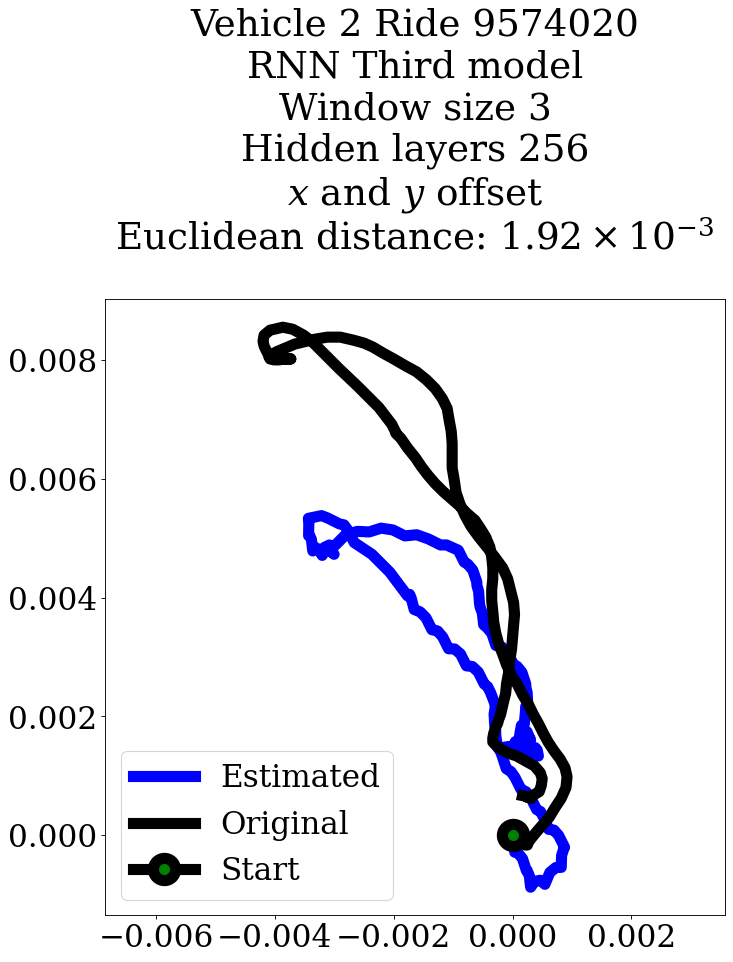 Vehicle 2 Ride 9574020
RNN Third model
Window size 3
Hidden layers 256
x and y offset
Euclidean distance: 1.92 × 10⁻³
0.008
0.006
0.004
0.002
0.000
Estimated
Original
Start
−0.006 −0.004 −0.002 0.000 0.002